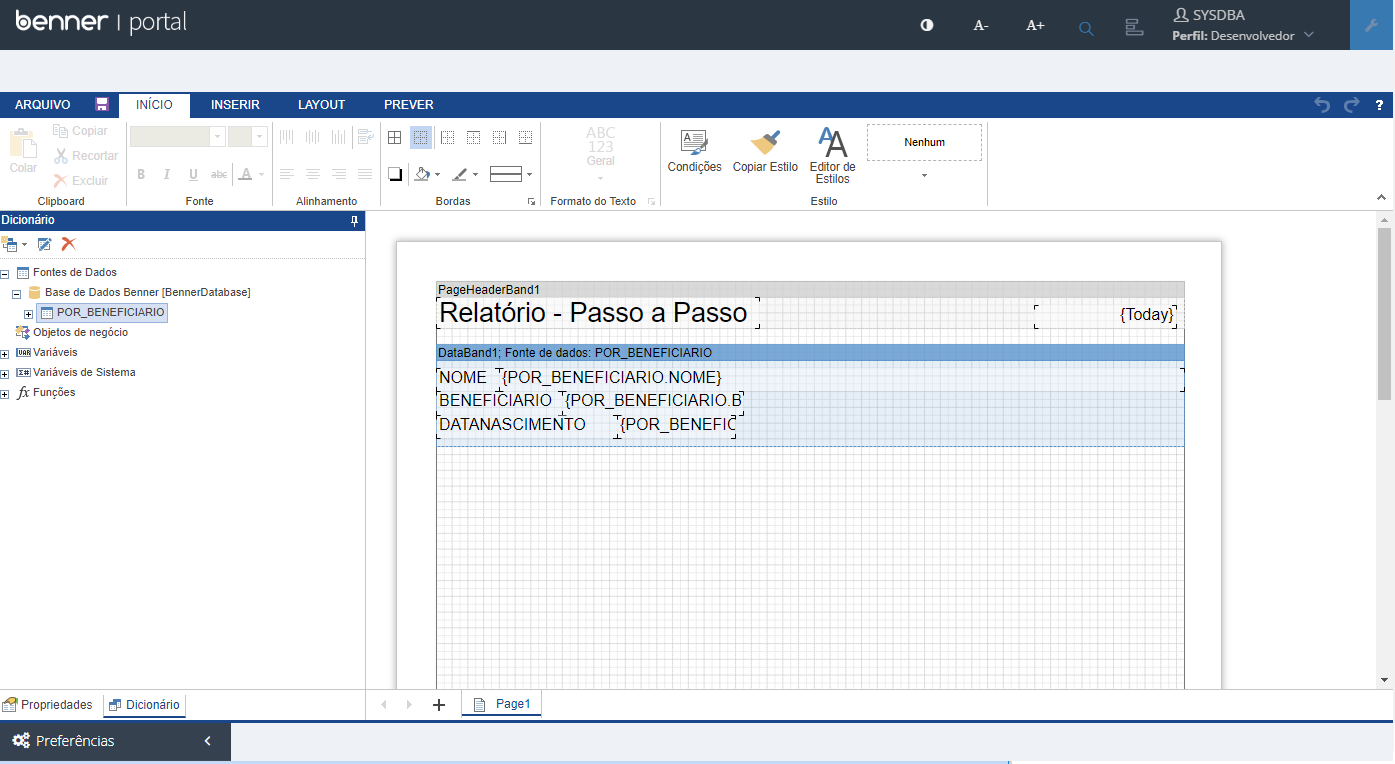 benner | portal
A-
A+
SYSDBA
Perfil: Desenvolvedor
ARQUIVO
INÍCIO
INSERIR
LAYOUT
PREVER
?
Colar
Copiar
Recortar
Excluir
Clipboard
B I U abc A
Fonte
Alinhamento
Bordas
ABC
123
Geral
Formato do Texto
Condições
Copiar Estilo
Editor de
Estilos
Nenhum
Estilo
Dicionário
Fontes de Dados
Base de Dados Benner [BennerDatabase]
POR_BENEFICIARIO
Objetos de negócio
Variáveis
Variáveis de Sistema
fx Funções
PageHeaderBand1
Relatório - Passo a Passo
{Today}
DataBand1; Fonte de dados: POR_BENEFICIARIO
NOME {POR_BENEFICIARIO.NOME}
BENEFICIARIO {POR_BENEFICIARIO.B
DATANASCIMENTO {POR_BENEFIC
Propriedades
Dicionário
Page1
Preferências